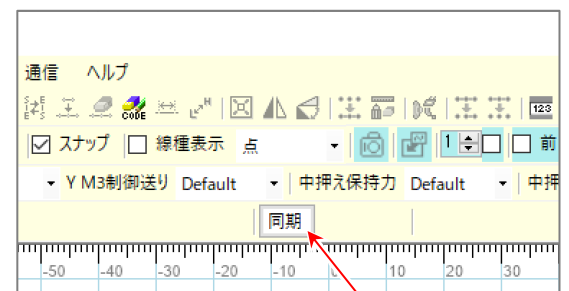 通信 ヘルプ
CODE H 123
スナップ 線種表示 点 1 前
Y M3制御送り Default 中押え保持力 Default 中押
同期
-50 -40 -30 -20 -10 10 20 30